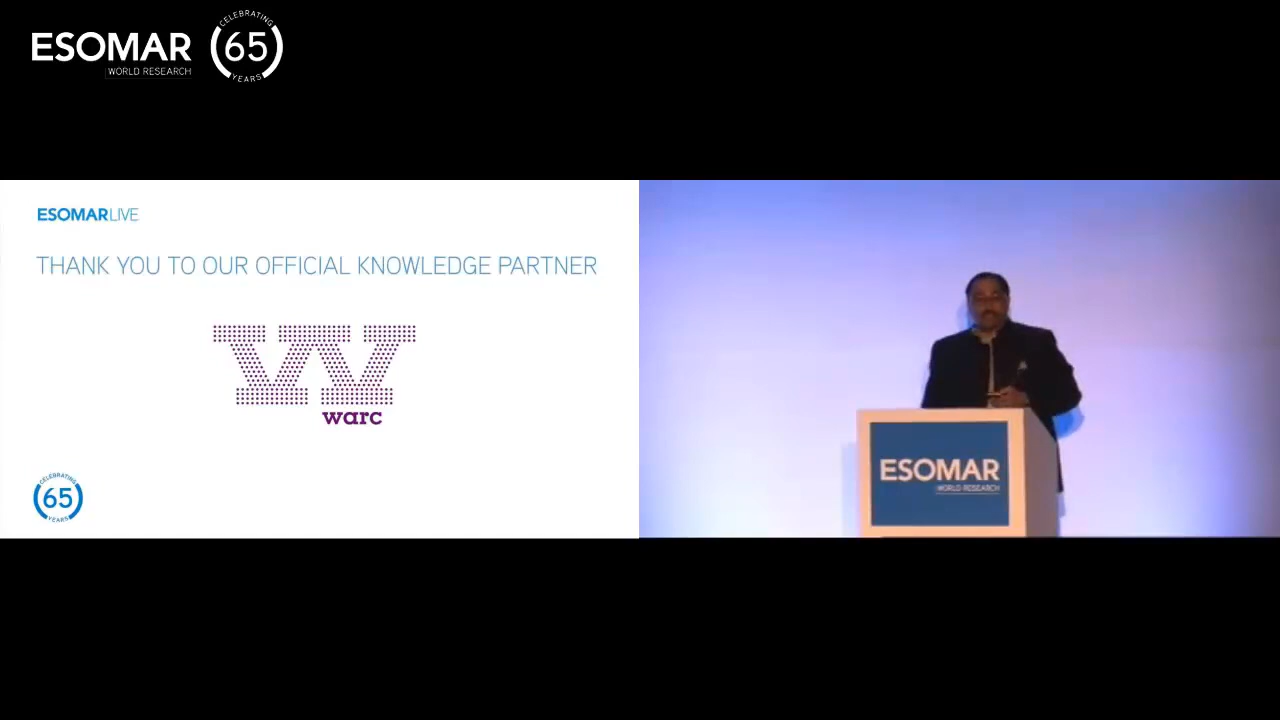 ESOMAR
WORLD RESEARCH
CELEBRATING
65
YEARS
ESOMARLIVE
THANK YOU TO OUR OFFICIAL KNOWLEDGE PARTNER
W
warc
CELEBRATING
65
YEARS
ESOMAR
WORLD RESEARCH